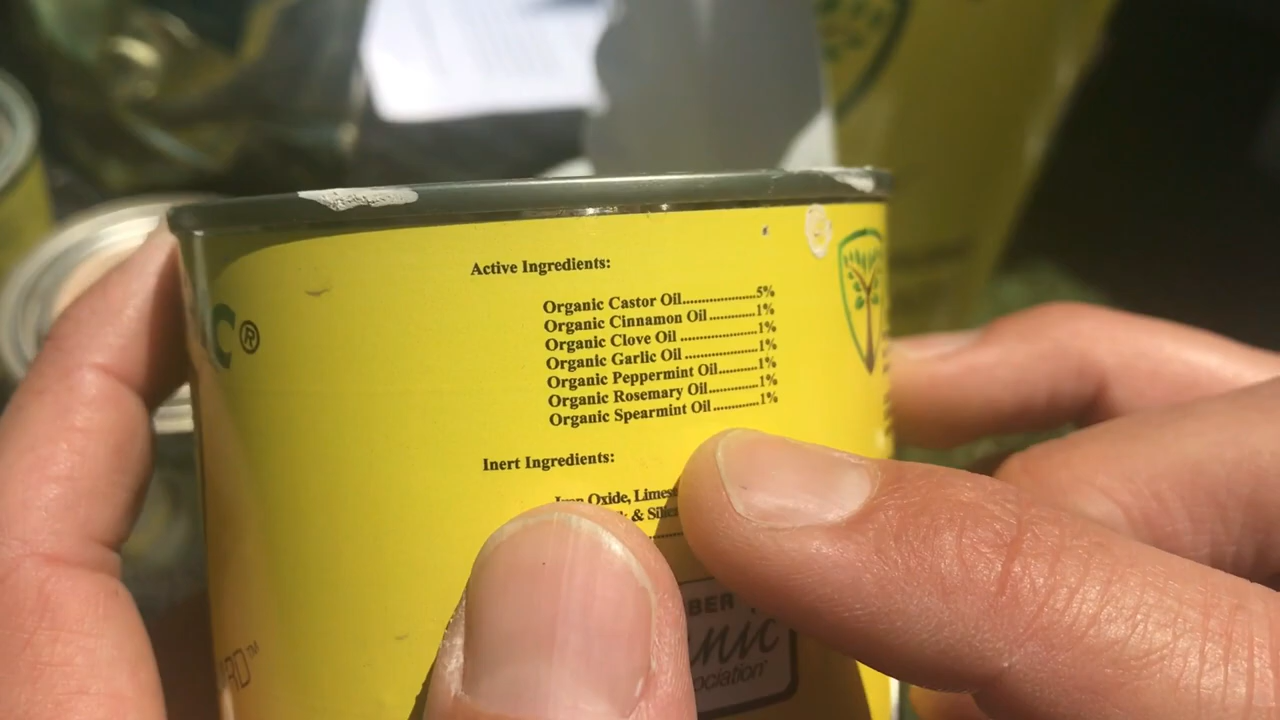 Active Ingredients:
Organic Castor Oil....................5%
Organic Cinnamon Oil............1%
Organic Clove Oil....................1%
Organic Garlic Oil...................1%
Organic Peppermint Oil..........1%
Organic Rosemary Oil.............1%
Organic Spearmint Oil............1%
Inert Ingredients:
Oxide,
&
C®